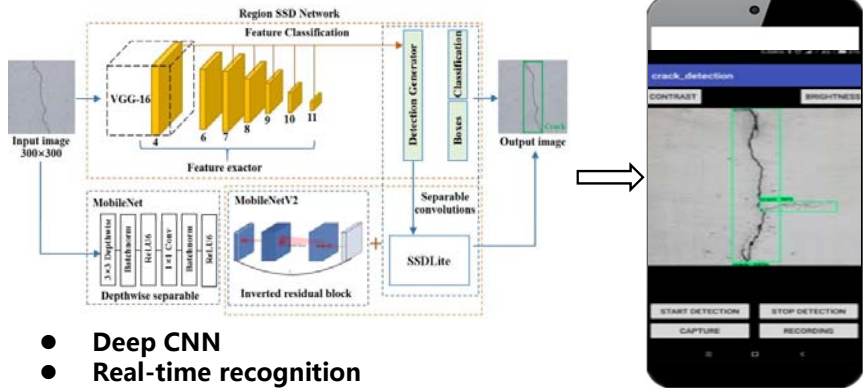 Region SSD Network
Feature Classification
VGG-16
4
6
7
8
9
10
11
Feature exactor
Detection Generator
Classification
Boxes
Crack
Input image
300×300
Output image
MobileNet
3×3 Depthwise
Batchnorm
ReLU6
1×1 Conv
Batchnorm
ReLU6
Depthwise separable
MobileNetV2
Inverted residual block
+
Separable
convolutions
SSDLite
● Deep CNN
● Real-time recognition
crack_detection
CONTRAST
BRIGHTNESS
START DETECTION
STOP DETECTION
CAPTURE
RECORDING